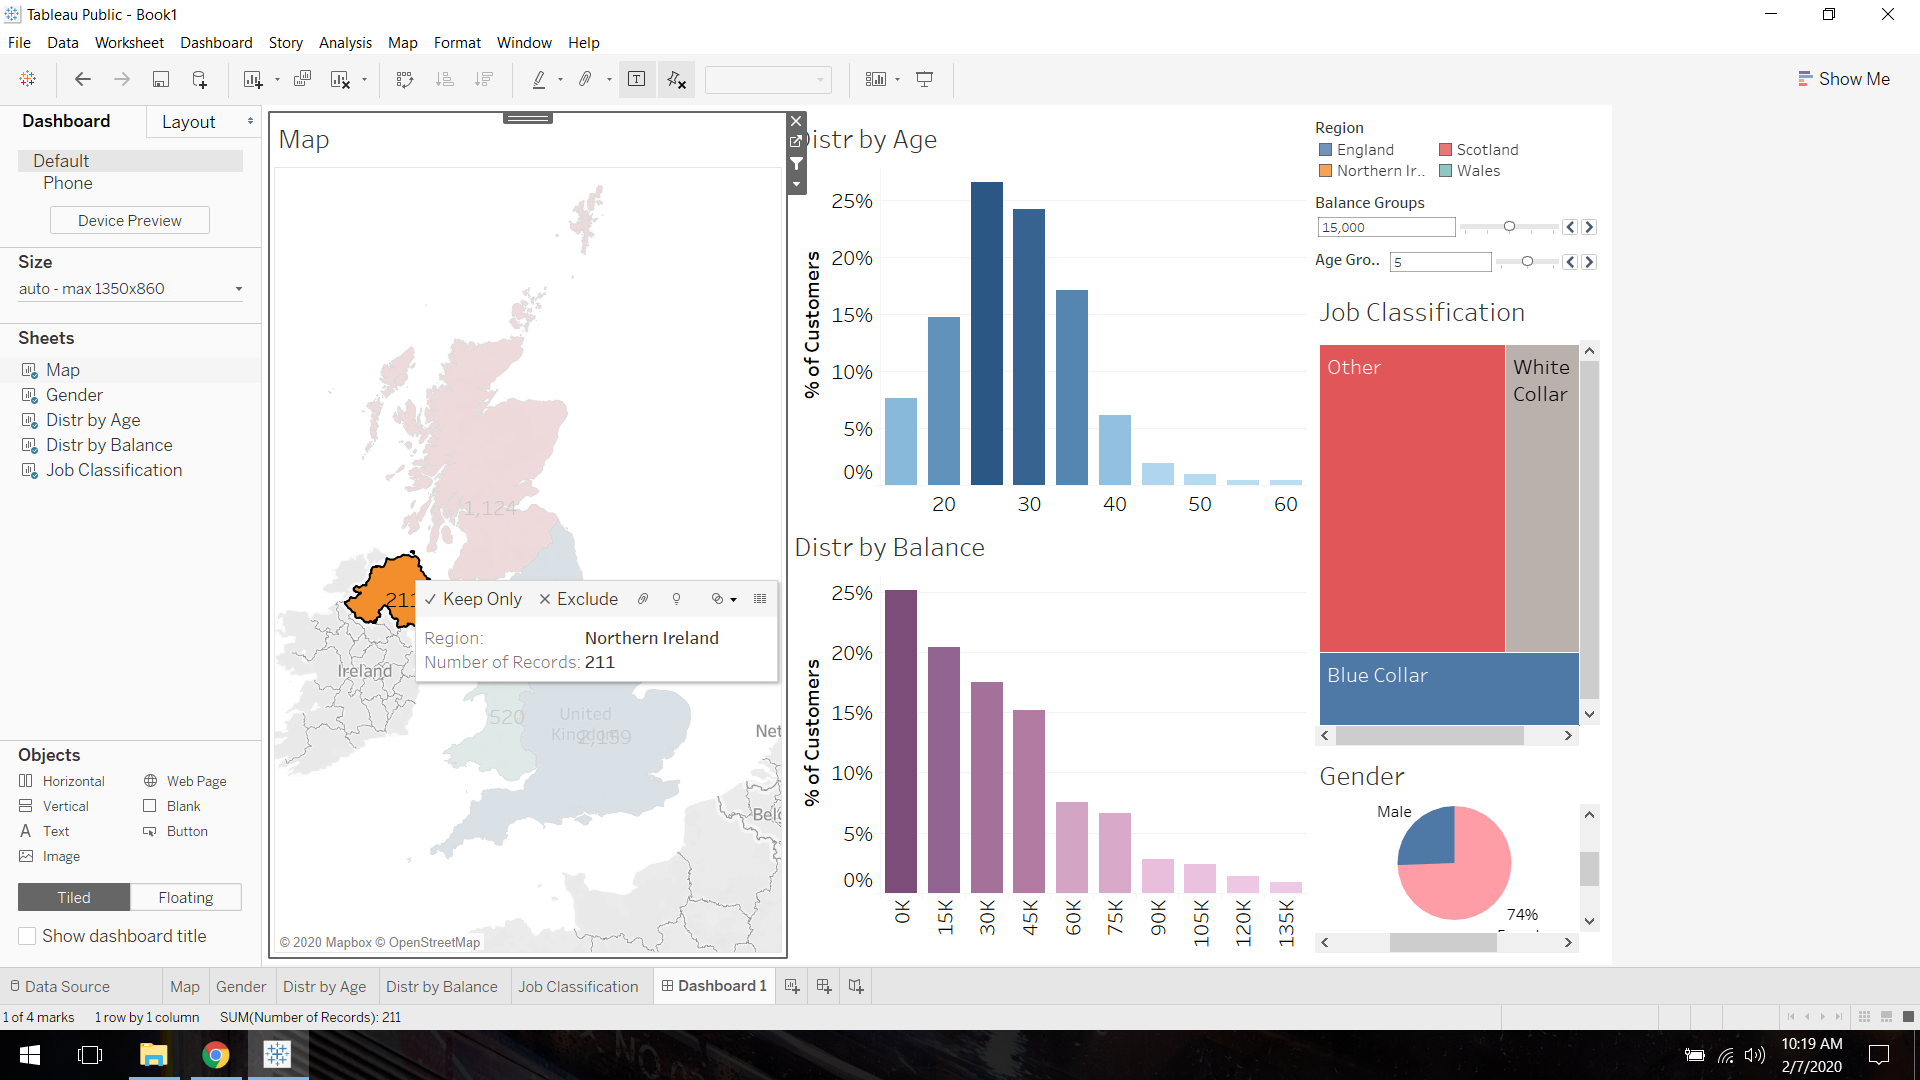 Tableau Public - Book1
File Data Worksheet Dashboard Story Analysis Map Format Window Help
Show Me
Dashboard Layout
Default
Phone
Device Preview
Size
auto - max 1350x860
Sheets
Map
Gender
Distr by Age
Distr by Balance
Job Classification
Objects
Horizontal Web Page
Vertical Blank
Text Button
Image
Tiled Floating
Show dashboard title
Map
1,124
211
Keep Only Exclude
Region: Northern Ireland
Number of Records: 211
Ireland
520
United
Kingdom
2,159
Net
Belg
© 2020 Mapbox © OpenStreetMap
Distr by Age
% of Customers
25%
20%
15%
10%
5%
0%
20 30 40 50 60
Distr by Balance
% of Customers
25%
20%
15%
10%
5%
0%
0K 15K 30K 45K 60K 75K 90K 105K 120K 135K
Region
England Scotland
Northern Ir.. Wales
Balance Groups
15,000
Age Gro.. 5
Job Classification
Other
White
Collar
Blue Collar
Gender
Male
74%
Data Source Map Gender Distr by Age Distr by Balance Job Classification Dashboard 1
1 of 4 marks 1 row by 1 column SUM(Number of Records): 211
10:19 AM
2/7/2020